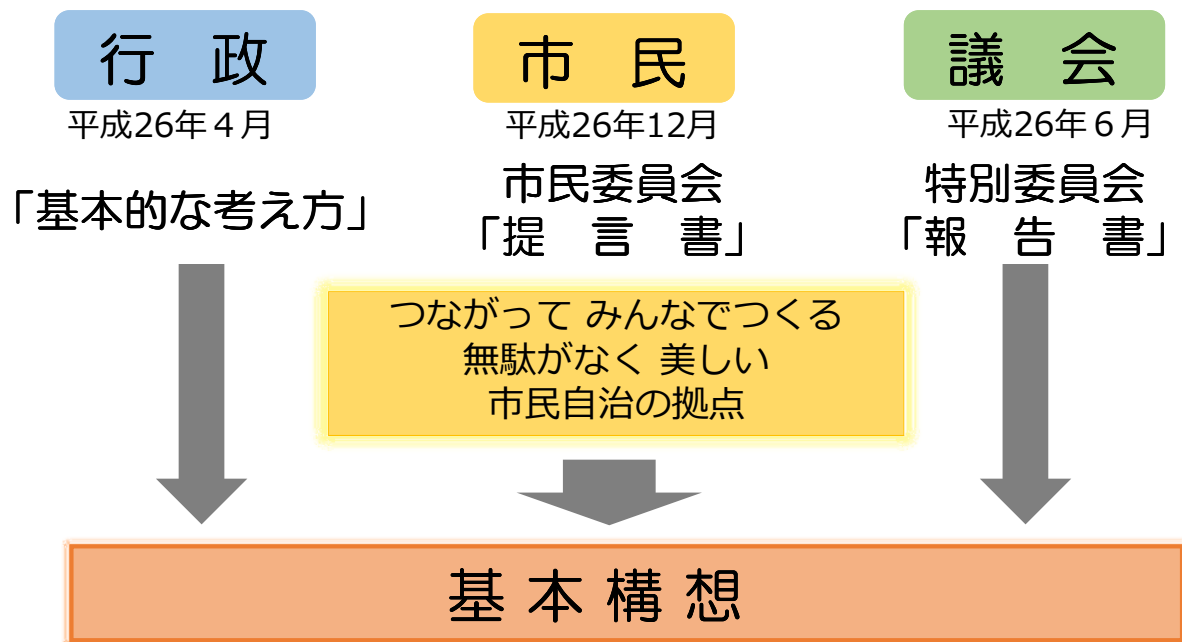 行　政
平成26年４月
「基本的な考え方」
市　民
平成26年12月
市民委員会
「提　言　書」
つながって みんなでつくる
無駄がなく 美しい
市民自治の拠点
議　会
平成26年６月
特別委員会
「報　告　書」
基 本 構 想